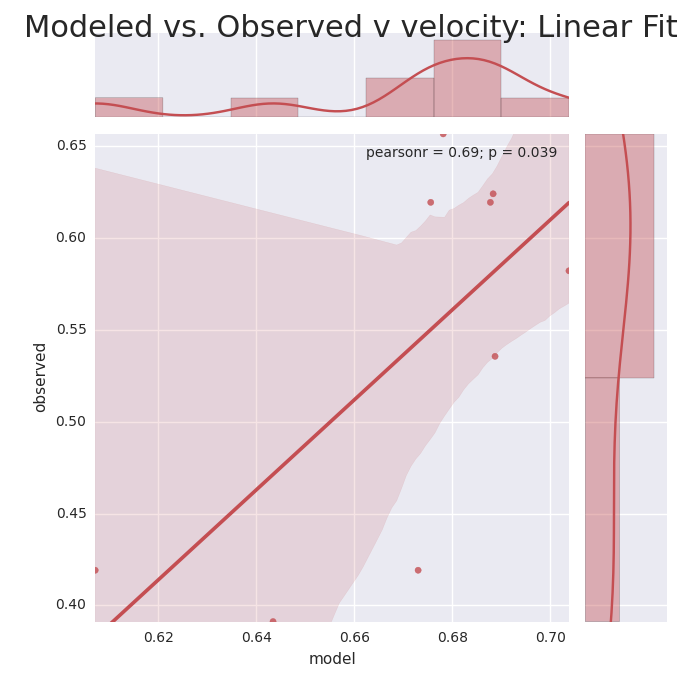 Modeled vs. Observed v velocity: Linear Fit
pearsonr = 0.69; p = 0.039
0.65
0.60
0.55
0.50
0.45
0.40
observed
0.62 0.64 0.66 0.68 0.70
model